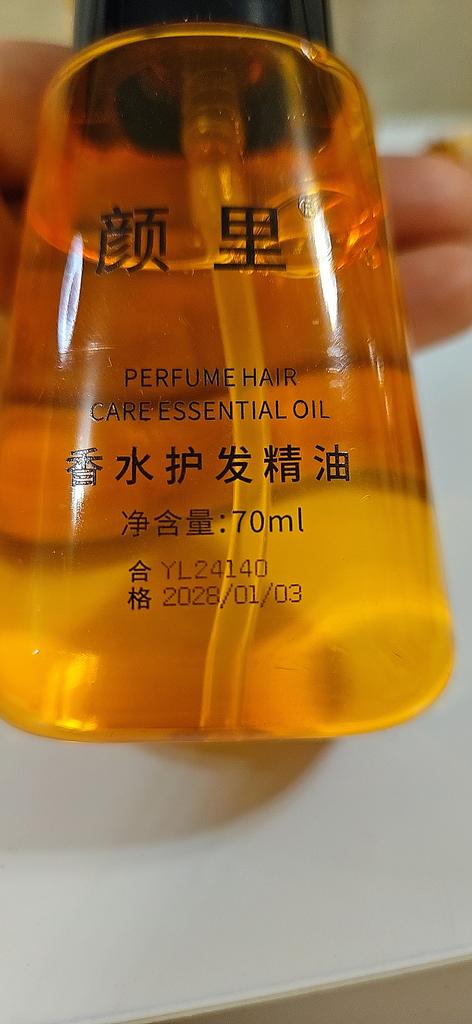 颜里®
PERFUME HAIR
CARE ESSENTIAL OIL
香水护发精油
净含量:70ml
合 YL24140
格 2028/01/03